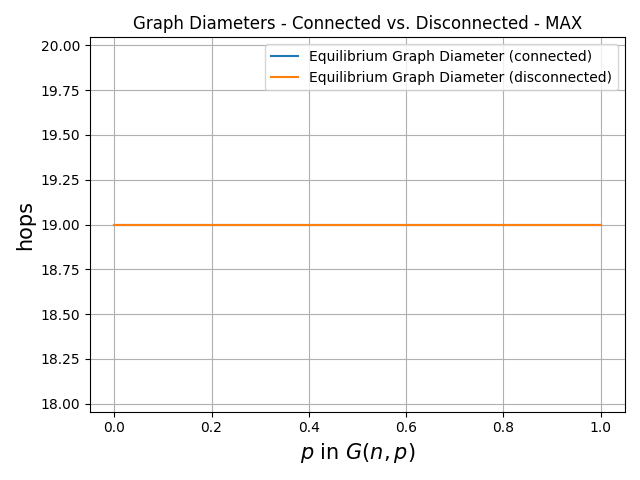 Graph Diameters - Connected vs. Disconnected - MAX
Equilibrium Graph Diameter (connected)
Equilibrium Graph Diameter (disconnected)
20.00
19.75
19.50
19.25
19.00
18.75
18.50
18.25
18.00
hops
0.0 0.2 0.4 0.6 0.8 1.0
p in G(n, p)